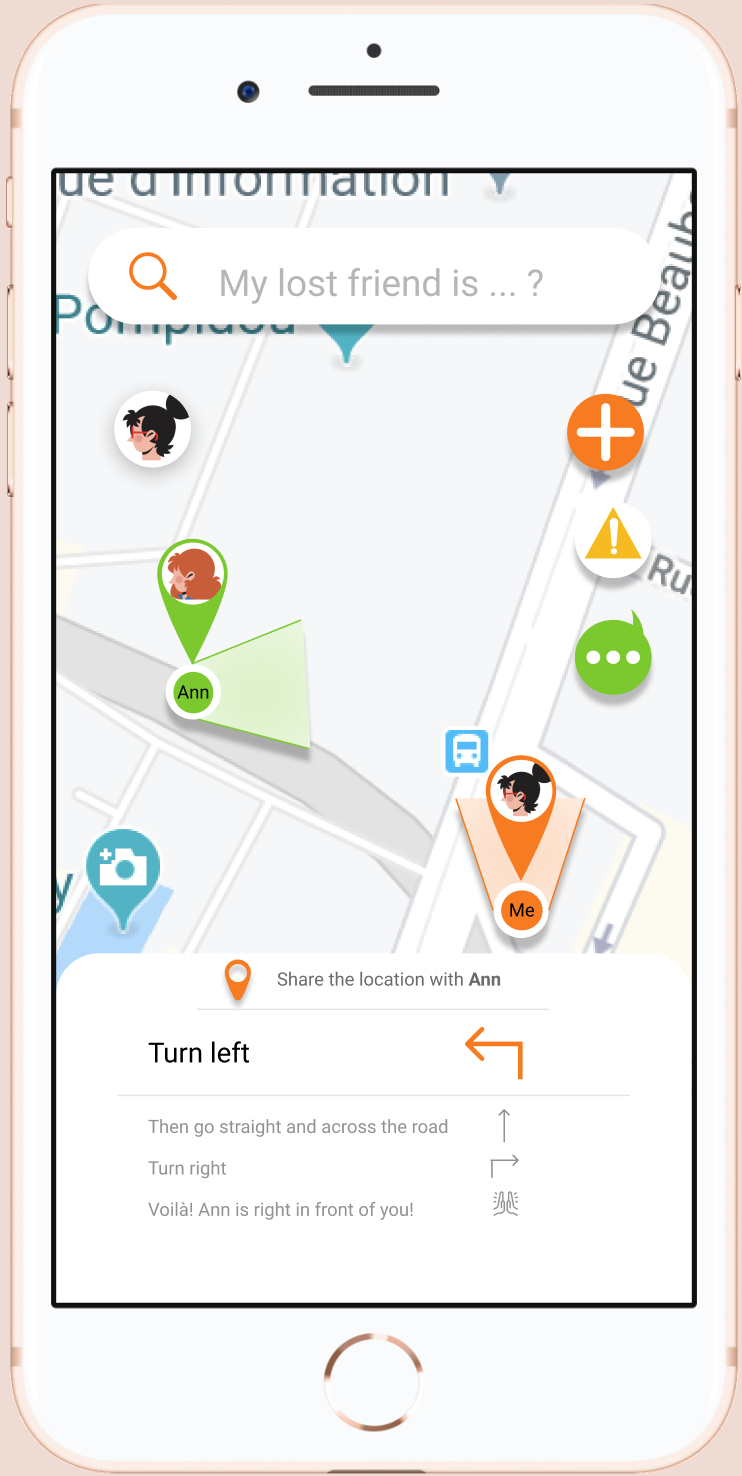 ue d'information
My lost friend is ... ?
Pompidou
ue Beaub
Ru
Ann
Me
y
Share the location with Ann
Turn left
Then go straight and across the road
Turn right
Voilà! Ann is right in front of you!